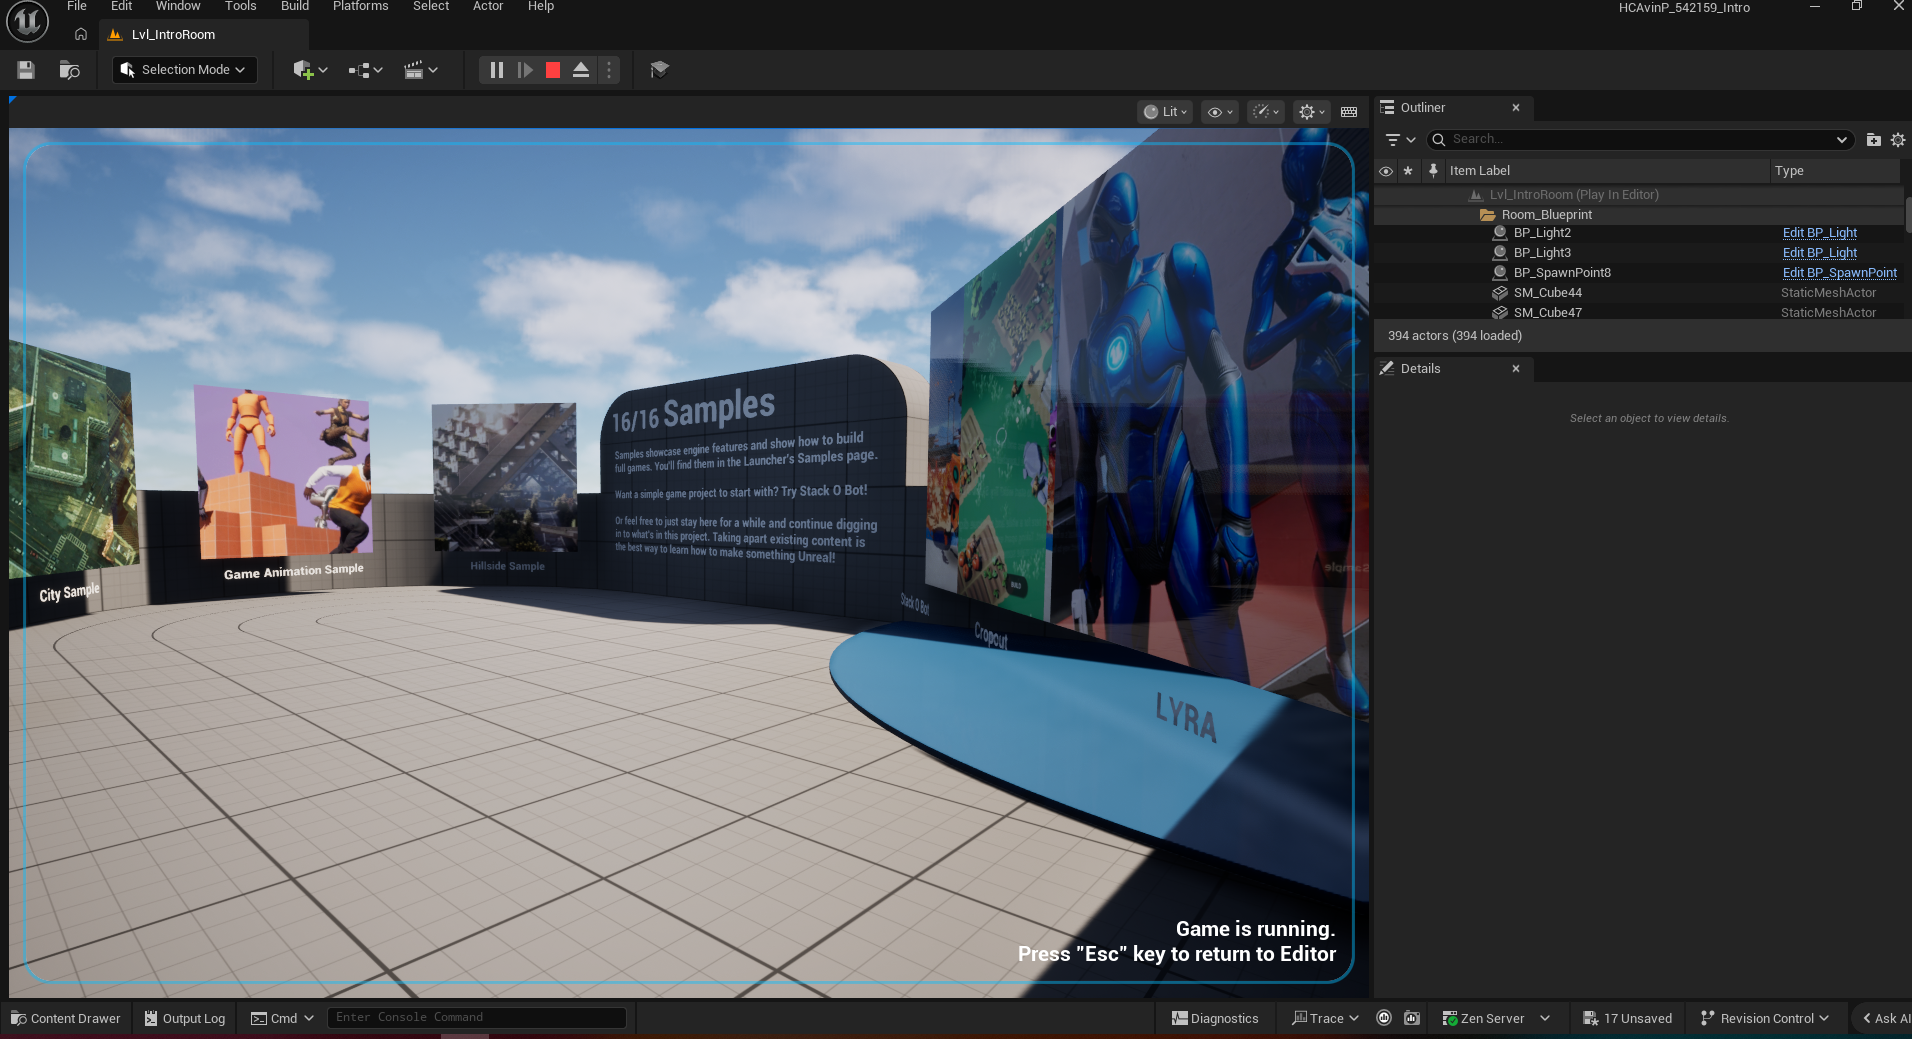 File Edit Window Tools Build Platforms Select Actor Help
HCAvinP_542159_Intro
Lvl_IntroRoom
Selection Mode
Lit
Outliner
Search...
Item Label Type
Lvl_IntroRoom (Play In Editor)
Room_Blueprint
BP_Light2 Edit BP_Light
BP_Light3 Edit BP_Light
BP_SpawnPoint8 Edit BP_SpawnPoint
SM_Cube44 StaticMeshActor
SM_Cube47 StaticMeshActor
394 actors (394 loaded)
Details
Select an object to view details.
16/16 Samples
Samples showcase engine features and show how to build
full games. You'll find them in the Launcher's Samples page.
Want a simple game project to start with? Try Stack O Bot!
Or feel free to just stay here for a while and continue digging
in to what's in this project. Taking apart existing content is
the best way to learn how to make something Unreal!
City Sample
Game Animation Sample
Hillside Sample
Stack O Bot
Cropout
LYRA
Game is running.
Press "Esc" key to return to Editor
Content Drawer
Output Log
Cmd
Enter Console Command
Diagnostics
Trace
Zen Server
17 Unsaved
Revision Control
Ask AI